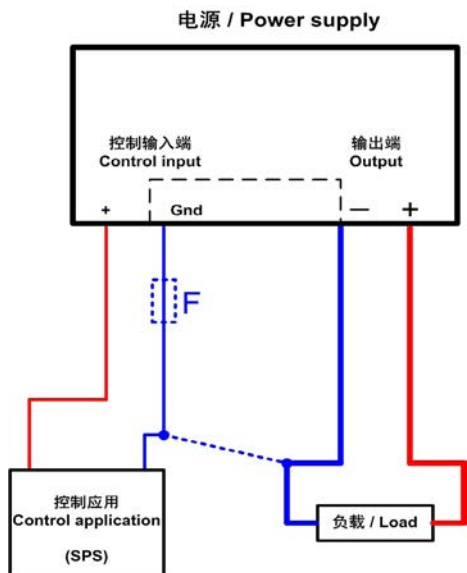 电源 / Power supply
控制输入端
Control input
输出端
Output
+
Gnd
—
+
F
控制应用
Control application
(SPS)
负载 / Load